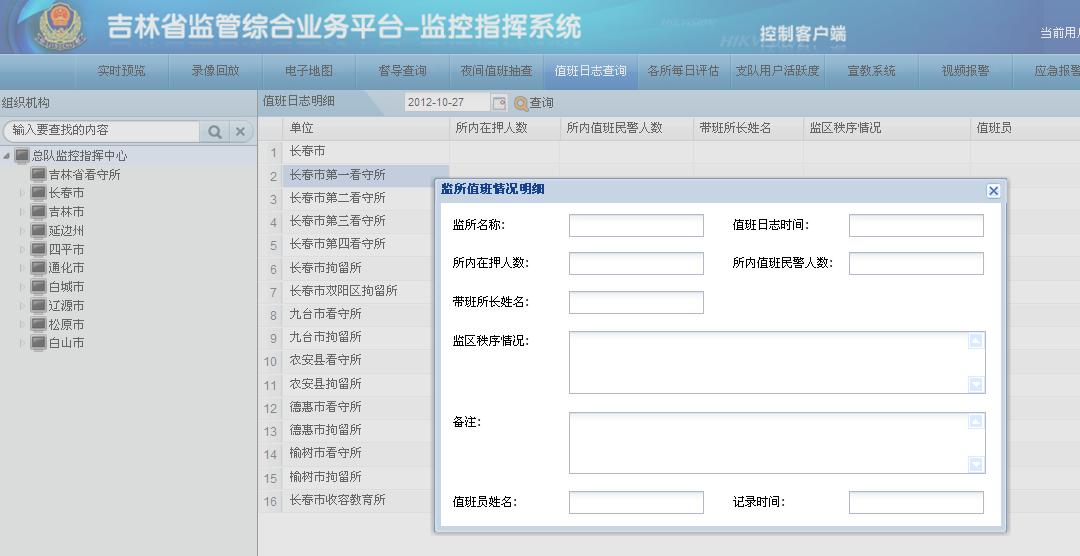 吉林省监管综合业务平台-监控指挥系统
HIKVISION
控制客户端
当前用户
实时预览 录像回放 电子地图 督导查询 夜间值班抽查 值班日志查询 各所每日评估 支队用户活跃度 宣教系统 视频报警 应急报警
组织机构
输入要查找的内容
总队监控指挥中心
吉林省看守所
长春市
吉林市
延边州
四平市
通化市
白城市
辽源市
松原市
白山市
值班日志明细 2012-10-27 查询
单位 所内在押人数 所内值班民警人数 带班所长姓名 监区秩序情况 值班员
1 长春市
2 长春市第一看守所
3 长春市第二看守所
4 长春市第三看守所
5 长春市第四看守所
6 长春市拘留所
7 长春市双阳区拘留所
8 九台市看守所
9 九台市拘留所
10 农安县看守所
11 农安县拘留所
12 德惠市看守所
13 德惠市拘留所
14 榆树市看守所
15 榆树市拘留所
16 长春市收容教育所
监所值班情况明细
监所名称: 值班日志时间:
所内在押人数: 所内值班民警人数:
带班所长姓名:
监区秩序情况:
备注:
值班员姓名: 记录时间: